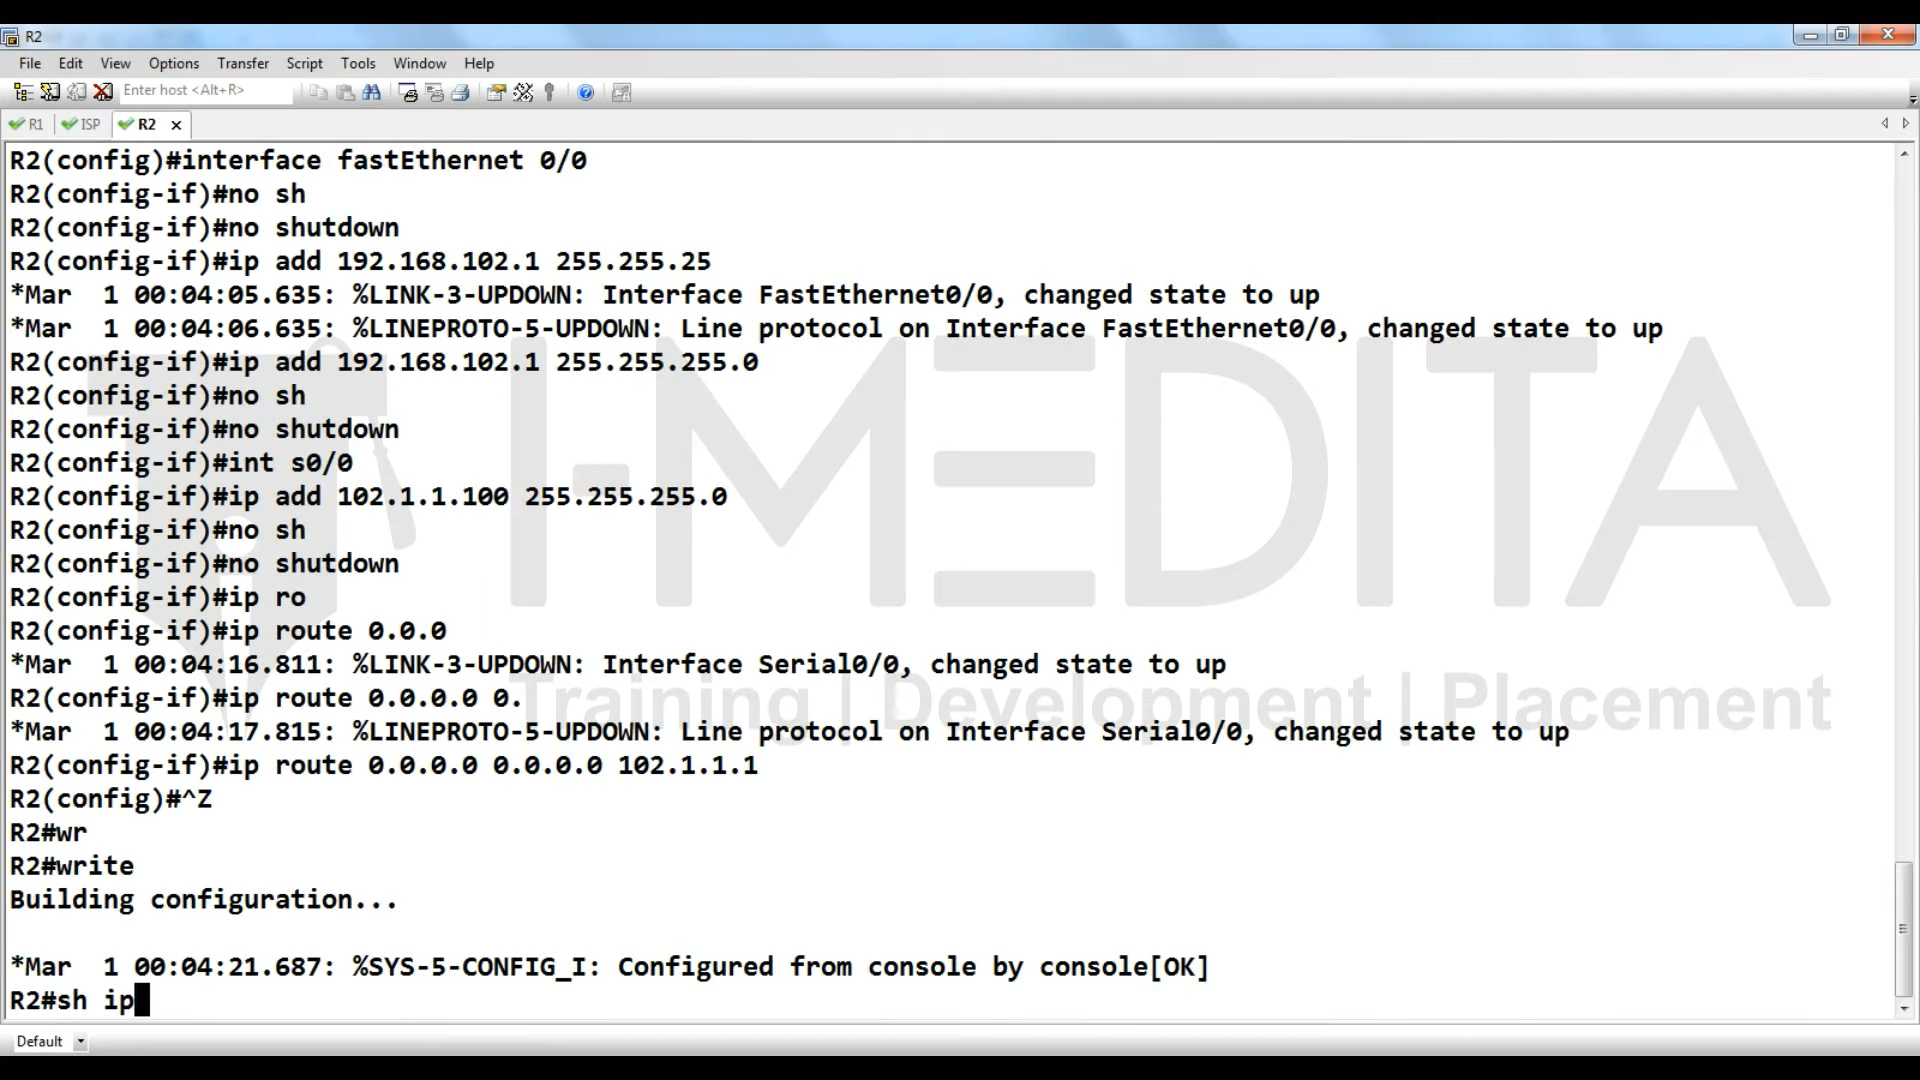 R2
File Edit View Options Transfer Script Tools Window Help
Enter host <Alt+R>
R1 ISP R2
R2(config)#interface fastEthernet 0/0
R2(config-if)#no sh
R2(config-if)#no shutdown
R2(config-if)#ip add 192.168.102.1 255.255.25
*Mar  1 00:04:05.635: %LINK-3-UPDOWN: Interface FastEthernet0/0, changed state to up
*Mar  1 00:04:06.635: %LINEPROTO-5-UPDOWN: Line protocol on Interface FastEthernet0/0, changed state to up
R2(config-if)#ip add 192.168.102.1 255.255.255.0
R2(config-if)#no sh
R2(config-if)#no shutdown
R2(config-if)#int s0/0
R2(config-if)#ip add 102.1.1.100 255.255.255.0
R2(config-if)#no sh
R2(config-if)#no shutdown
R2(config-if)#ip ro
R2(config-if)#ip route 0.0.0
*Mar  1 00:04:16.811: %LINK-3-UPDOWN: Interface Serial0/0, changed state to up
R2(config-if)#ip route 0.0.0.0 0.
*Mar  1 00:04:17.815: %LINEPROTO-5-UPDOWN: Line protocol on Interface Serial0/0, changed state to up
R2(config-if)#ip route 0.0.0.0 0.0.0.0 102.1.1.1
R2(config)#^Z
R2#wr
R2#write
Building configuration...
*Mar  1 00:04:21.687: %SYS-5-CONFIG_I: Configured from console by console[OK]
R2#sh ip
I-MEDITA
Training | Development | Placement
Default